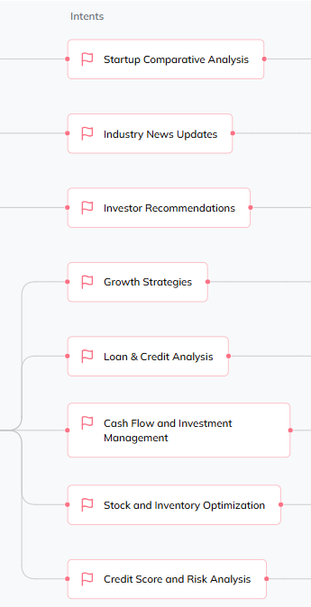 Intents
Startup Comparative Analysis
Industry News Updates
Investor Recommendations
Growth Strategies
Loan & Credit Analysis
Cash Flow and Investment
Management
Stock and Inventory Optimization
Credit Score and Risk Analysis